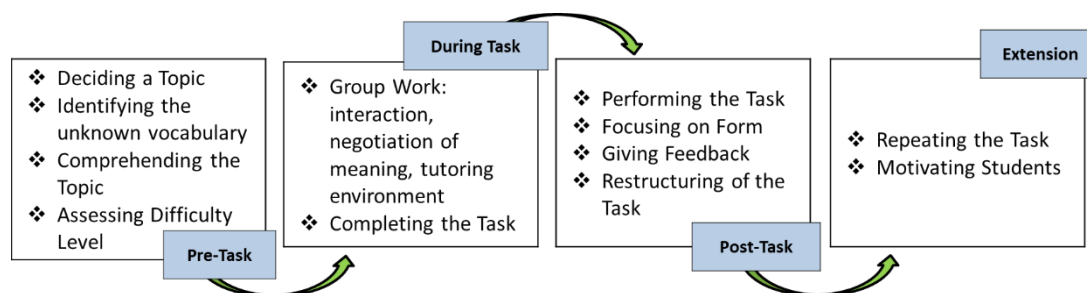 ❖ Deciding a Topic
❖ Identifying the
unknown vocabulary
❖ Comprehending the
Topic
❖ Assessing Difficulty
Level
Pre-Task
During Task
❖ Group Work:
interaction,
negotiation of
meaning, tutoring
environment
❖ Completing the Task
❖ Performing the Task
❖ Focusing on Form
❖ Giving Feedback
❖ Restructuring of the
Task
Post-Task
Extension
❖ Repeating the Task
❖ Motivating Students